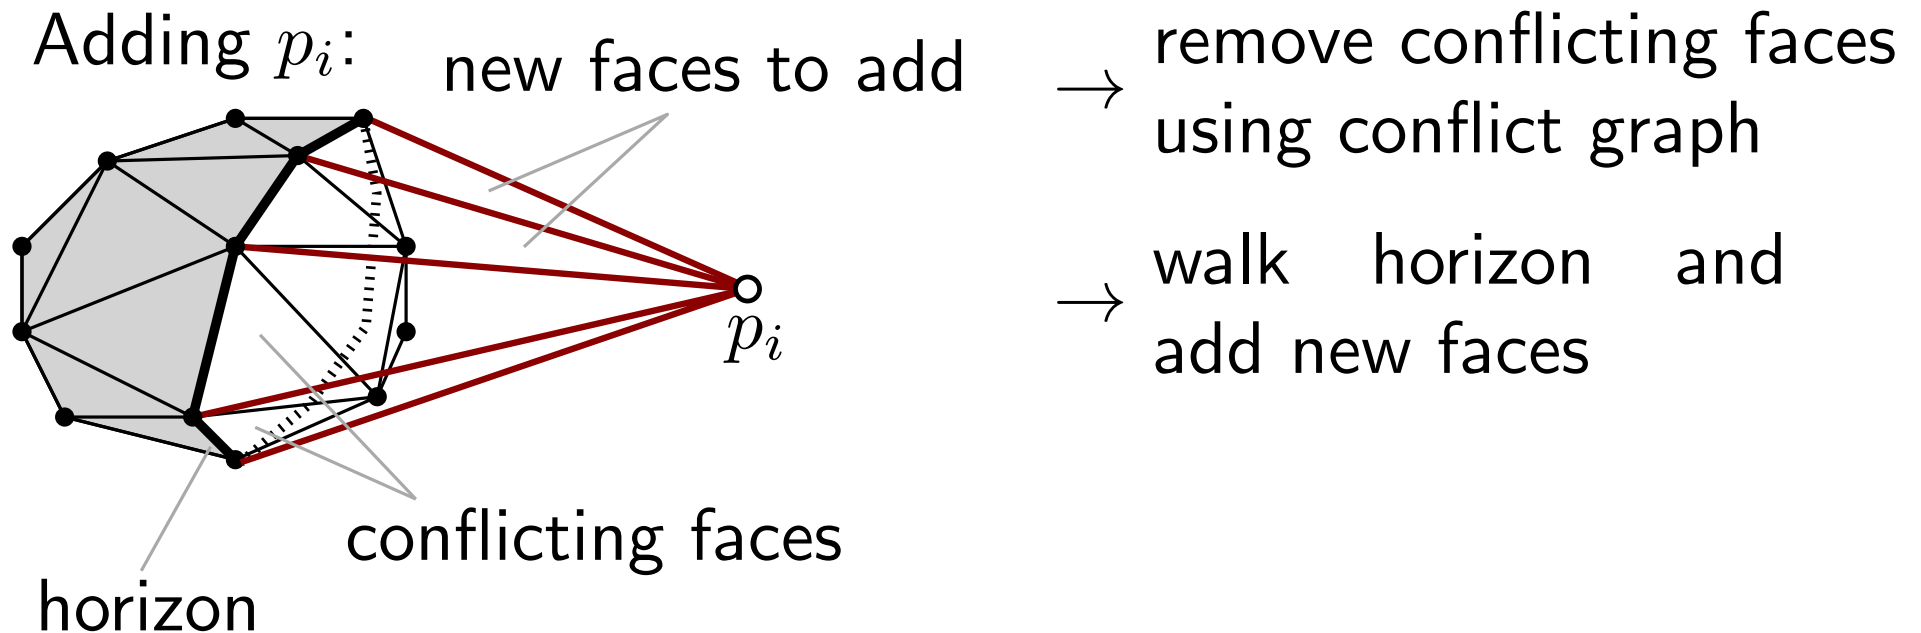 Adding p_i:
new faces to add
→ remove conflicting faces
using conflict graph
→ walk horizon and
add new faces
p_i
conflicting faces
horizon